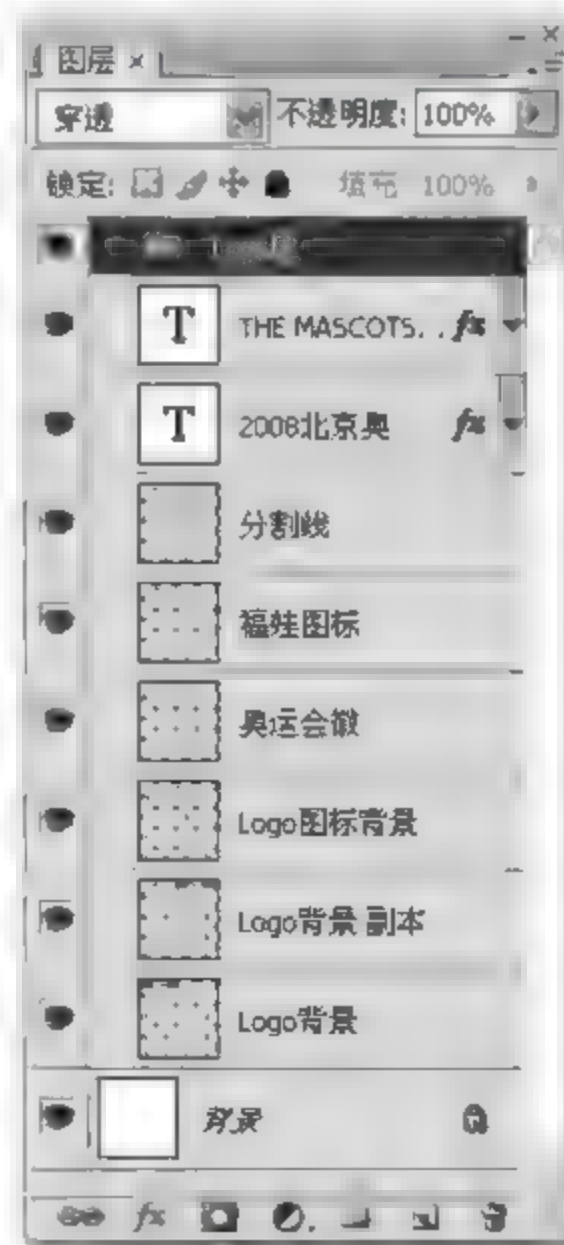 图层
穿透 不透明度: 100%
锁定: 填充 100%
THE MASCOTS. . fx
2008北京奥 fx
分割线
福娃图标
奥运会徽
Logo图标背景
Logo背景 副本
Logo背景
背景
fx